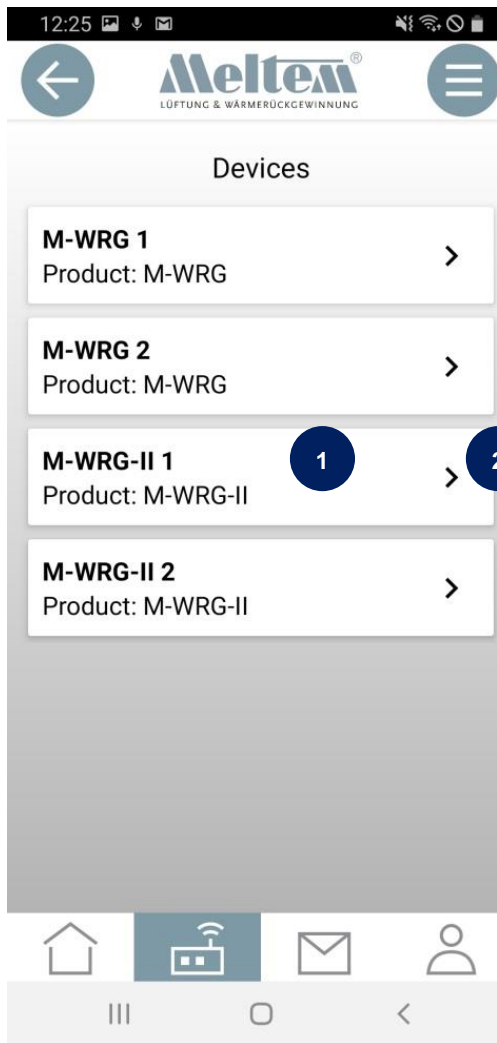 12:25
Meltem®
LÜFTUNG & WÄRMERÜCKGEWINNUNG
Devices
M-WRG 1
Product: M-WRG
M-WRG 2
Product: M-WRG
M-WRG-II 1
Product: M-WRG-II
1
2
M-WRG-II 2
Product: M-WRG-II